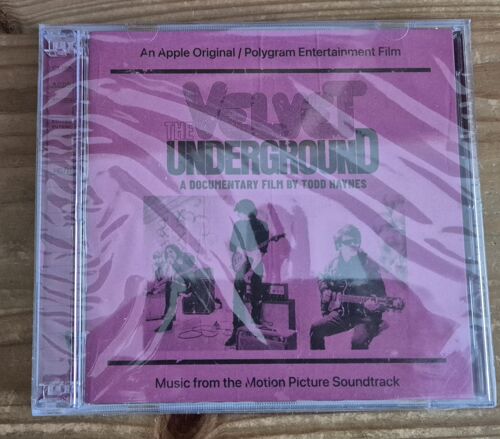 An Apple Original / Polygram Entertainment Film
THE VELVET
UNDERGROUND
A DOCUMENTARY FILM BY TODD HAYNES
Music from the Motion Picture Soundtrack